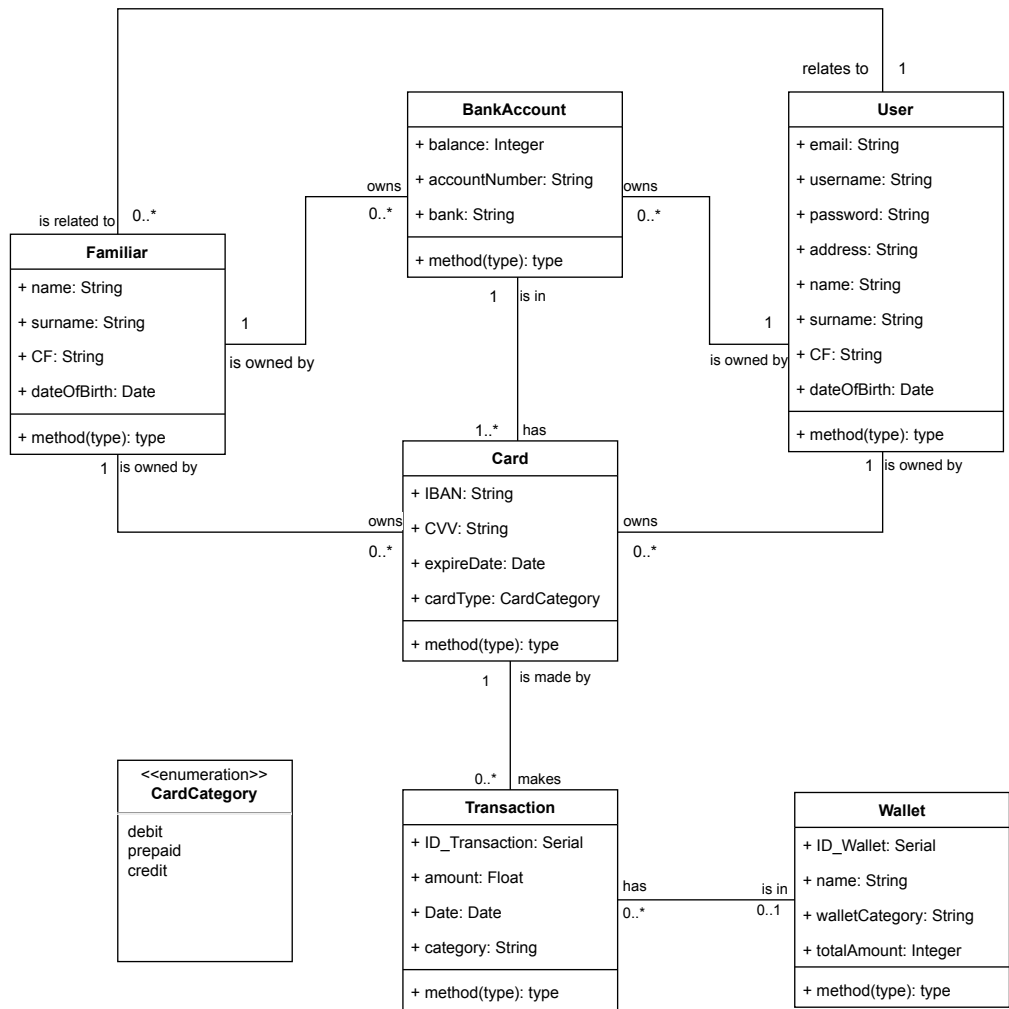 relates to
1
BankAccount
+ balance: Integer
+ accountNumber: String
+ bank: String
+ method(type): type
User
+ email: String
+ username: String
+ password: String
+ address: String
+ name: String
+ surname: String
+ CF: String
+ dateOfBirth: Date
+ method(type): type
owns
0..*
owns
0..*
is related to
0..*
Familiar
+ name: String
+ surname: String
+ CF: String
+ dateOfBirth: Date
+ method(type): type
1
is owned by
1
is owned by
1
is in
1..*
has
1
is owned by
1
is owned by
Card
+ IBAN: String
+ CVV: String
+ expireDate: Date
+ cardType: CardCategory
+ method(type): type
owns
0..*
owns
0..*
1
is made by
0..*
makes
<<enumeration>>
CardCategory
debit
prepaid
credit
Transaction
+ ID_Transaction: Serial
+ amount: Float
+ Date: Date
+ category: String
+ method(type): type
has
0..*
is in
0..1
Wallet
+ ID_Wallet: Serial
+ name: String
+ walletCategory: String
+ totalAmount: Integer
+ method(type): type